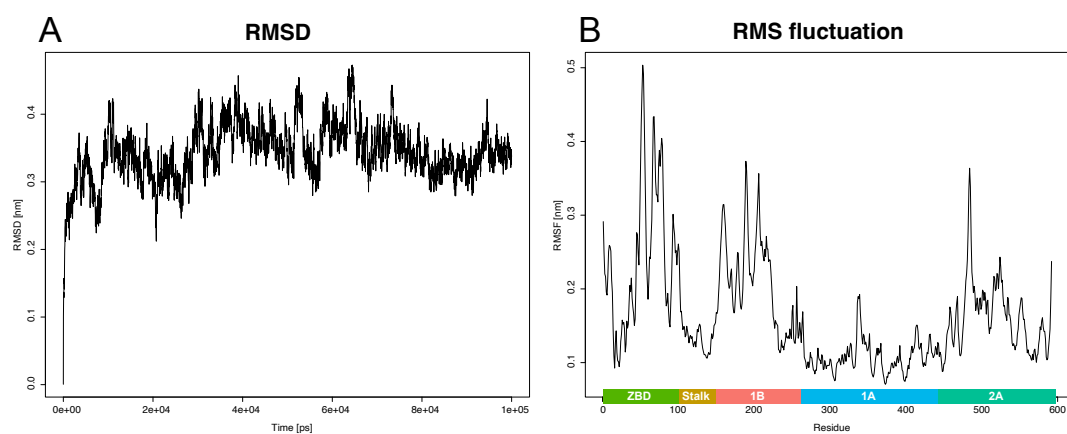 A
RMSD
RMSD [nm]
0.4
0.3
0.2
0.1
0.0
0e+00 2e+04 4e+04 6e+04 8e+04 1e+05
Time [ps]
B
RMS fluctuation
RMSF [nm]
0.5
0.4
0.3
0.2
0.1
ZBD Stalk 1B 1A 2A
0 100 200 300 400 500 600
Residue